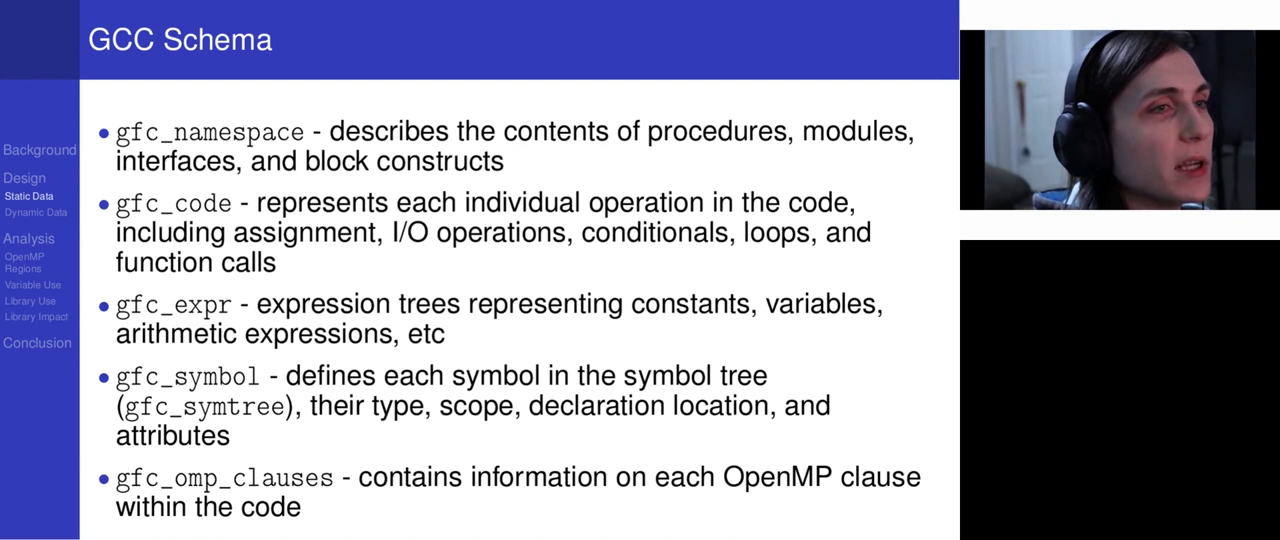 GCC Schema
Background
Design
Static Data
Dynamic Data
Analysis
OpenMP
Regions
Variable Use
Library Use
Library Impact
Conclusion
• gfc_namespace - describes the contents of procedures, modules,
interfaces, and block constructs
• gfc_code - represents each individual operation in the code,
including assignment, I/O operations, conditionals, loops, and
function calls
• gfc_expr - expression trees representing constants, variables,
arithmetic expressions, etc
• gfc_symbol - defines each symbol in the symbol tree
(gfc_symtree), their type, scope, declaration location, and
attributes
• gfc_omp_clauses - contains information on each OpenMP clause
within the code